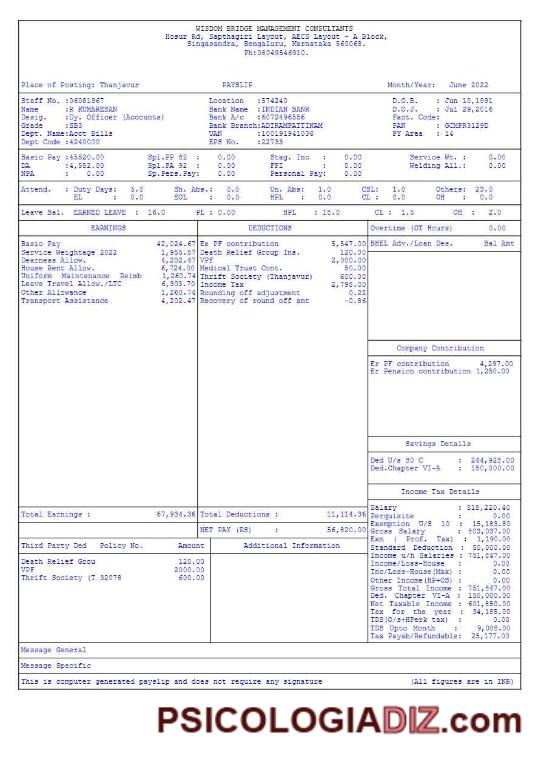 WISDOM BRIDGE MANAGEMENT CONSULTANTS
Hosur Rd, Sapthagiri Layout, AECS Layout - A Block,
Singasandra, Bengaluru, Karnataka 560068.
Ph:08049546910.
Place of Posting: Thanjavur PAYSLIP Month/Year: June 2022
Staff No. :06081967 Location :574240 D.O.B. : Jun 10,1991
Name :R KUMARESAN Bank Name :INDIAN BANK D.O.J. : Jul 29,2016
Desig. :Dy. Officer (Accounts) Bank A/c :6072496556 Fact. Code:
Grade :SB3 Bank Branch:ADIRAMPATTINAM PAN : GCMPR3129D
Dept. Name:Acct Bills UAN :100191941036 PY Area : 14
Dept Code :4240000 EPS No. :22733
Basic Pay :45520.00 Spl.PP 82 : 0.00 Stag. Inc : 0.00 Service Wt. : 0.00
DA :4,552.00 Spl.PA 92 : 0.00 FPI : 0.00 Welding All.: 0.00
NPA : 0.00 Sp.Pers.Pay: 0.00 Personal Pay: 0.00
Attend. : Duty Days: 5.0 Sh. Abs.: 0.0 Un. Abs: 1.0 CSL: 1.0 Others: 23.0
EL : 0.0 EOL : 0.0 HPL : 0.0 CL : 0.0 OH : 0.0
Leave Bal. EARNED LEAVE : 16.0 PL : 0.00 HPL : 15.0 CL : 1.5 OH : 2.0
EARNINGS DEDUCTIONS Overtime (OT Hours) 0.00
Basic Pay 42,024.67 Ee PF contribution 5,547.00 BHEL Adv./Loan Des. Bal Amt
Service Weightage 2022 1,955.57 Death Relief Group Ins. 120.00
Dearness Allow. 4,202.47 VPF 2,000.00
House Rent Allow. 6,724.00 Medical Trust Cont. 50.00
Uniform Maintenance Reimb 1,260.74 Thrift Society (Thanjavur) 600.00
Leave Travel Allow./LTC 6,303.70 Income Tax 2,798.00
Other Allowance 1,260.74 Rounding off adjustment 0.22
Transport Assistance 4,202.47 Recovery of round off amt -0.86
Company Contribution
Er PF contribution 4,297.00
Er Pension contribution 1,250.00
Savings Details
Ded U/s 80 C : 244,925.00
Ded.Chapter VI-A : 150,000.00
Income Tax Details
Total Earnings : 67,934.36 Total Deductions : 11,114.36
NET PAY (RS) : 56,820.00
Salary : 818,220.40
Perquisite : 0.00
Exemption U/S 10 : 15,183.80
Gross Salary : 803,037.00
Exm ( Prof. Tax) : 1,190.00
Standard Deduction : 50,000.00
Income u/h Salaries : 751,847.00
Income/Loss-House : 0.00
Inc/Loss-House(Max) : 0.00
Other Income(HP+OS) : 0.00
Gross Total Income : 751,847.00
Ded. Chapter VI-A : 150,000.00
Net Taxable Income : 601,850.00
Tax for the year : 34,185.00
TDS(O/s+HPerk tax) : 0.00
TDS Upto Month : 9,008.00
Tax Payab/Refundable: 25,177.00
Third Party Ded Policy No. Amount Additional Information
Death Relief Grou 120.00
VPF 2000.00
Thrift Society (T 32078 600.00
Message General
Message Specific
This is computer generated payslip and does not require any signature (All figures are in INR)
PSICOLOGIADIZ.com